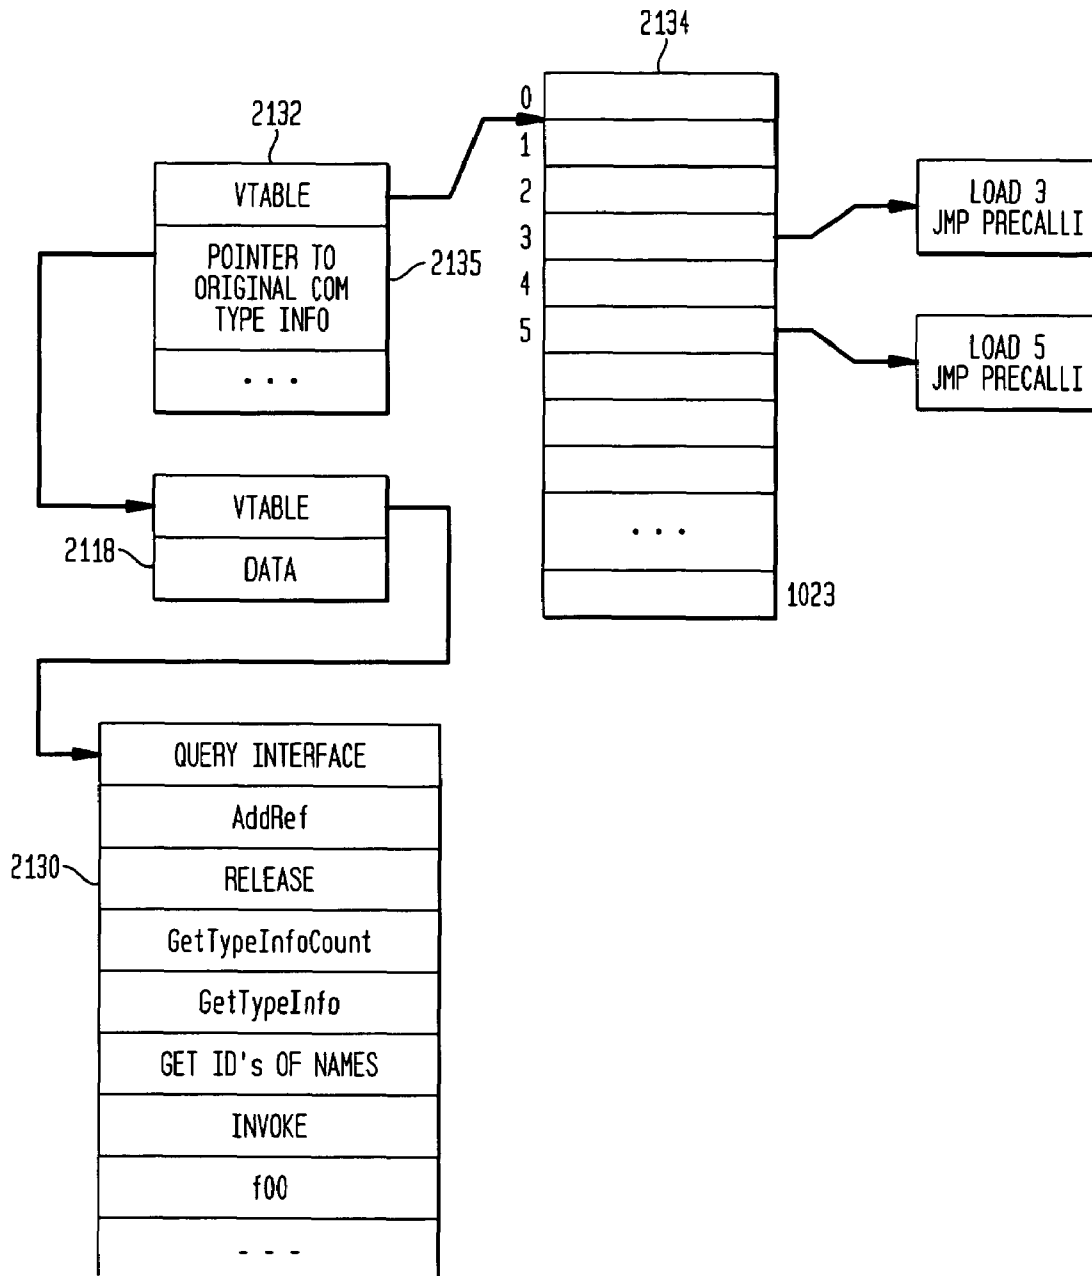 2134
0
1
2
3
4
5
. . .
1023
2132
VTABLE
POINTER TO
ORIGINAL COM
TYPE INFO
2135
. . .
LOAD 3
JMP PRECALLI
LOAD 5
JMP PRECALLI
VTABLE
2118
DATA
QUERY INTERFACE
AddRef
2130
RELEASE
GetTypeInfoCount
GetTypeInfo
GET ID's OF NAMES
INVOKE
f00
- - -